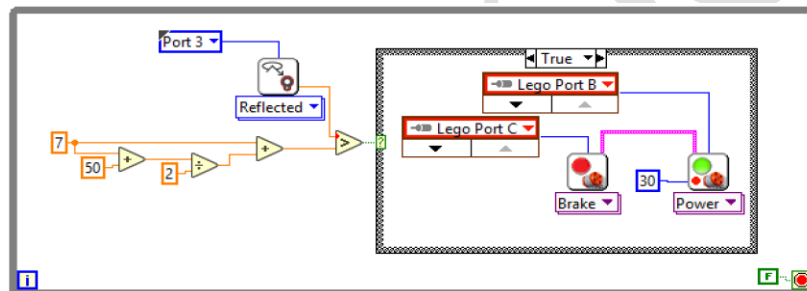 Port 3
True
Reflected
Lego Port B
Lego Port C
7
50
+
2
÷
+
>
?
30
Brake
Power
i
F